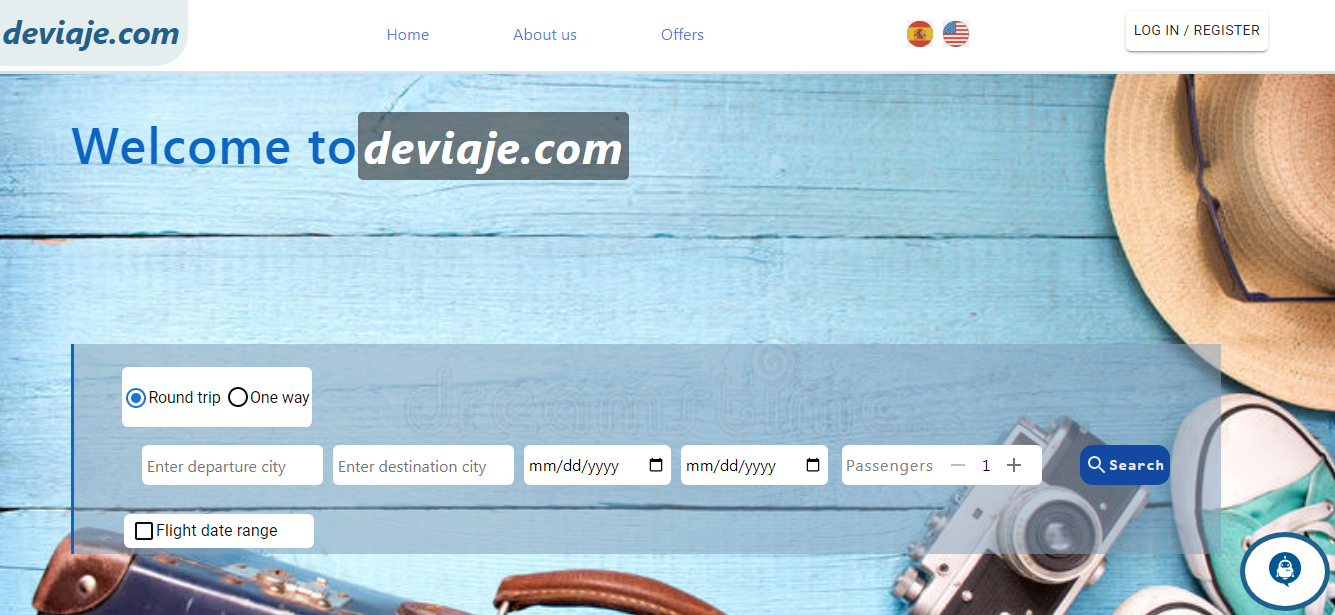 deviaje.com
Home About us Offers
LOG IN / REGISTER
Welcome to deviaje.com
Round trip One way
Enter departure city Enter destination city mm/dd/yyyy mm/dd/yyyy Passengers 1 Search
Flight date range
dreamstime